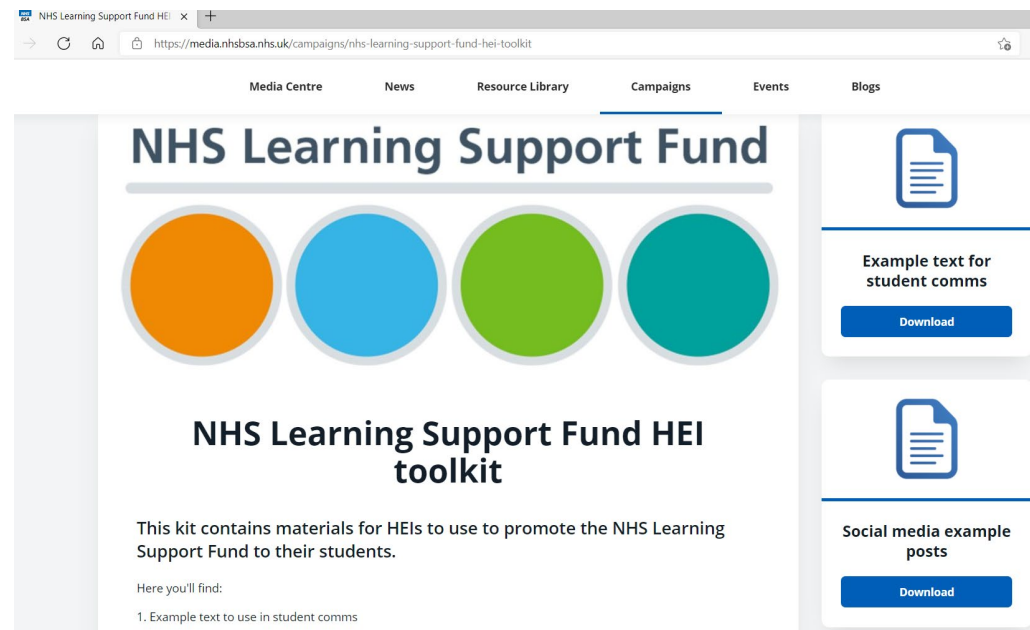 NHS BSA NHS Learning Support Fund HEI
https://media.nhsbsa.nhs.uk/campaigns/nhs-learning-support-fund-hei-toolkit
Media Centre News Resource Library Campaigns Events Blogs
NHS Learning Support Fund
NHS Learning Support Fund HEI
toolkit
This kit contains materials for HEIs to use to promote the NHS Learning
Support Fund to their students.
Here you'll find:
1. Example text to use in student comms
Example text for
student comms
Download
Social media example
posts
Download